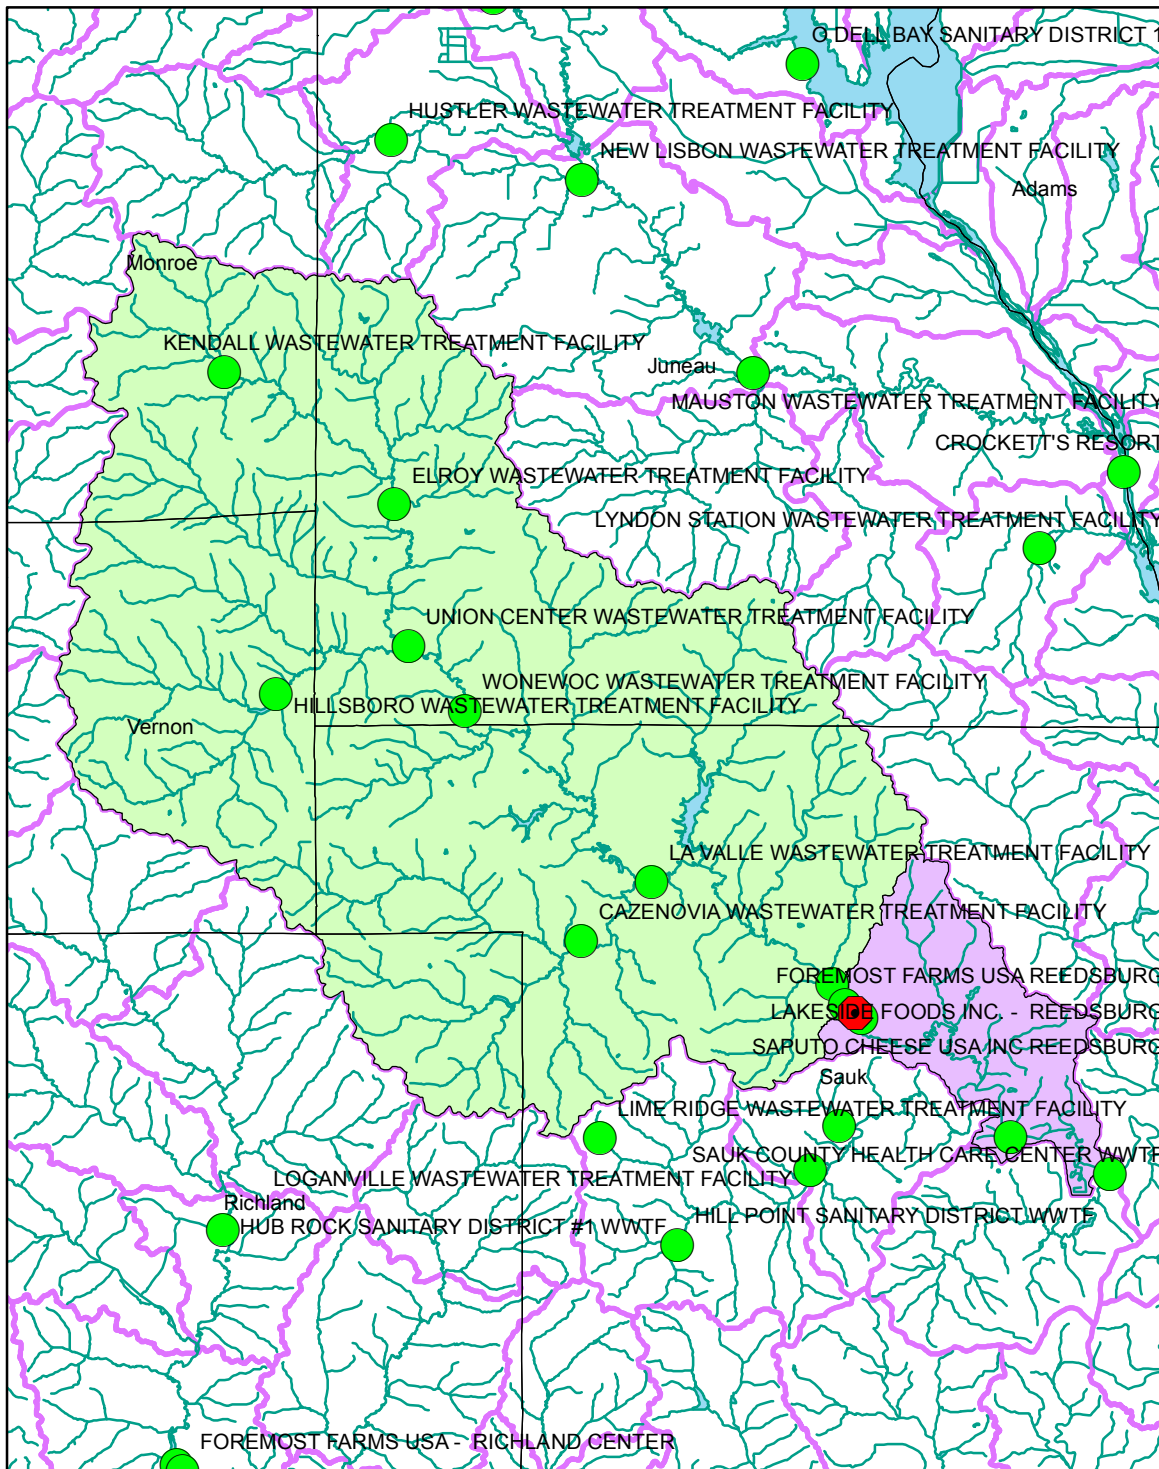 O DELL BAY SANITARY DISTRICT 1
HUSTLER WASTEWATER TREATMENT FACILITY
NEW LISBON WASTEWATER TREATMENT FACILITY
Adams
Monroe
KENDALL WASTEWATER TREATMENT FACILITY
Juneau
MAUSTON WASTEWATER TREATMENT FACILITY
CROCKETT'S RESORT
ELROY WASTEWATER TREATMENT FACILITY
LYNDON STATION WASTEWATER TREATMENT FACILITY
UNION CENTER WASTEWATER TREATMENT FACILITY
WONEWOC WASTEWATER TREATMENT FACILITY
HILLSBORO WASTEWATER TREATMENT FACILITY
Vernon
LA VALLE WASTEWATER TREATMENT FACILITY
CAZENOVIA WASTEWATER TREATMENT FACILITY
FOREMOST FARMS USA REEDSBURG
LAKESIDE FOODS INC. - REEDSBURG
SAPUTO CHEESE USA INC REEDSBURG
Sauk
LIME RIDGE WASTEWATER TREATMENT FACILITY
SAUK COUNTY HEALTH CARE CENTER WWTF
LOGANVILLE WASTEWATER TREATMENT FACILITY
Richland
HILL POINT SANITARY DISTRICT WWTF
HUB ROCK SANITARY DISTRICT #1 WWTF
FOREMOST FARMS USA - RICHLAND CENTER